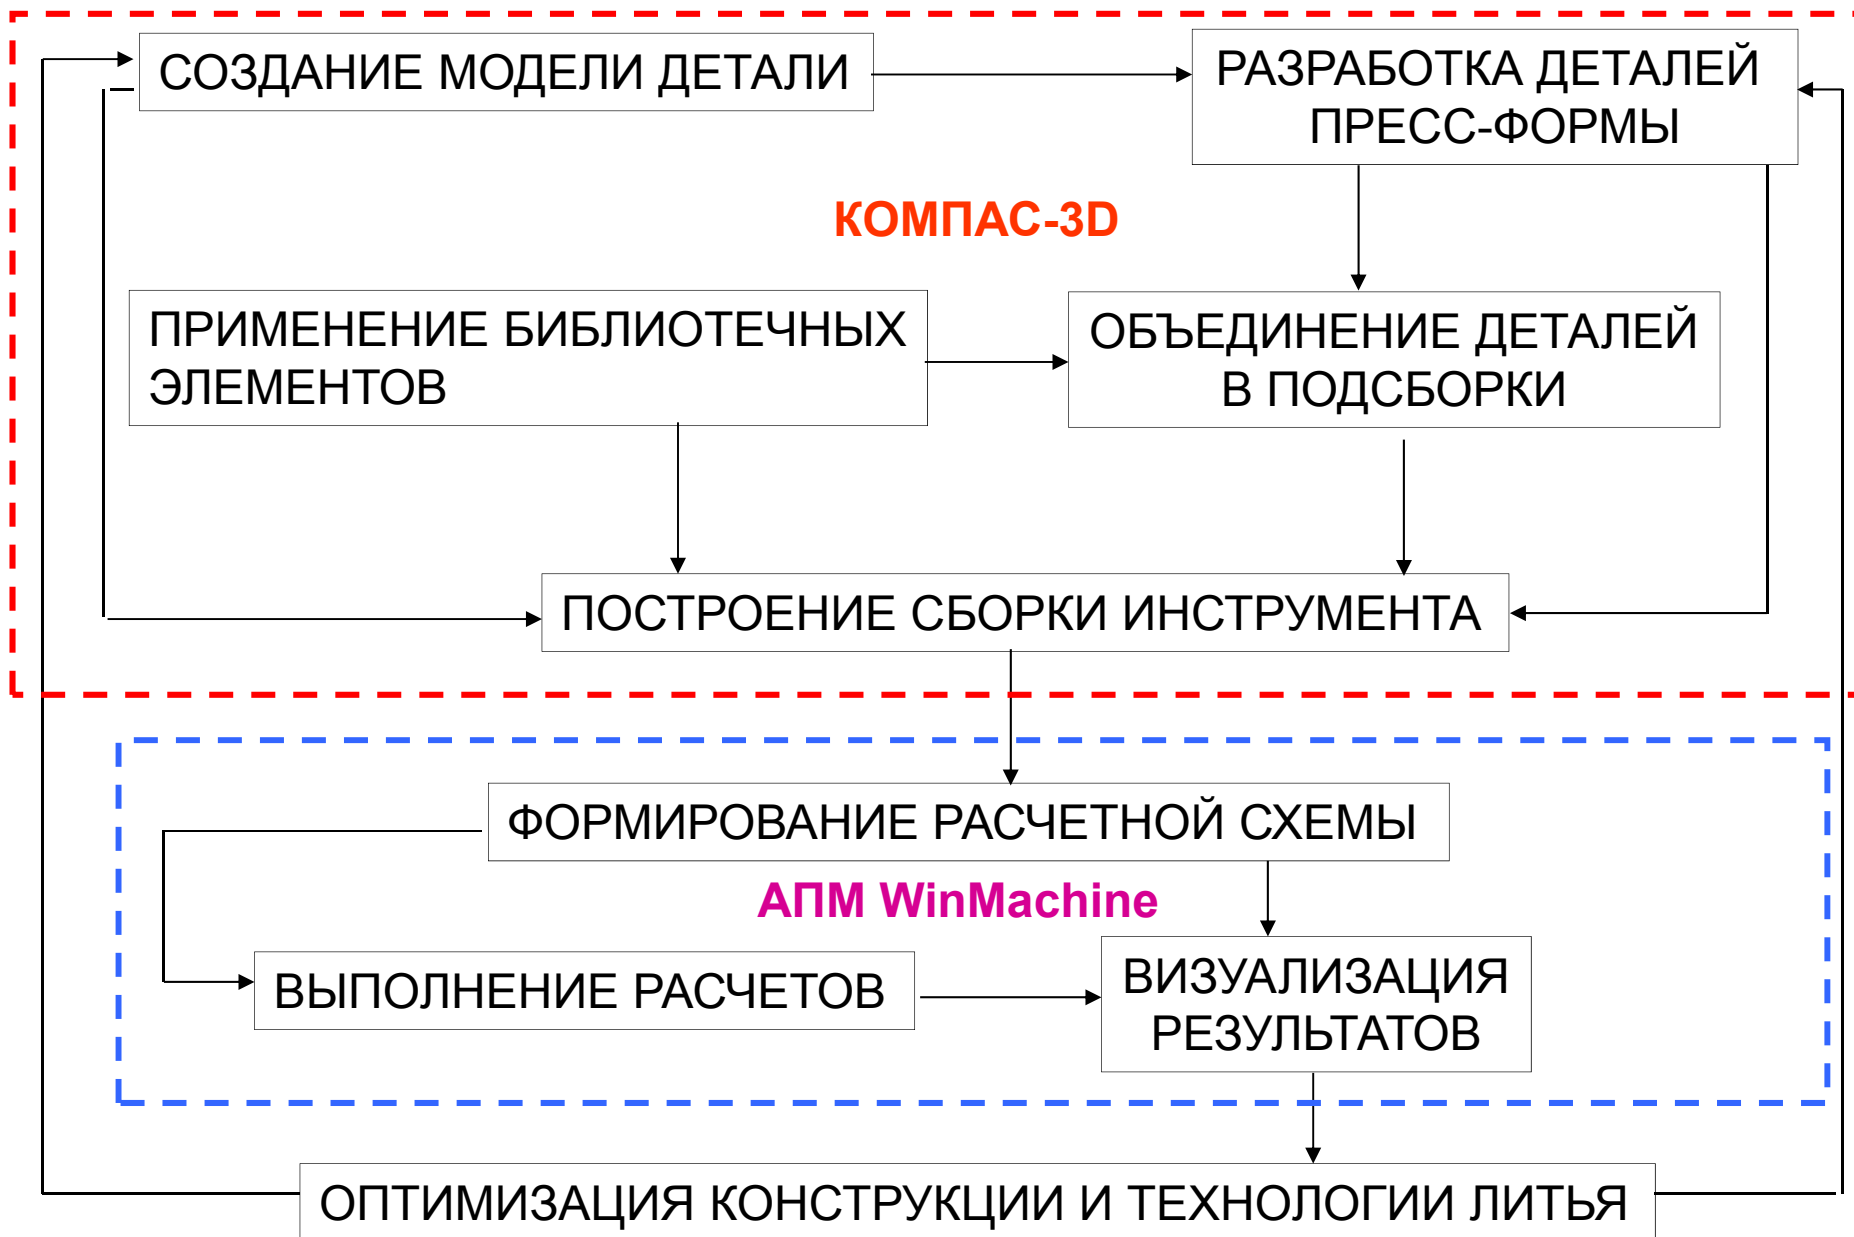 СОЗДАНИЕ МОДЕЛИ ДЕТАЛИ
РАЗРАБОТКА ДЕТАЛЕЙ
ПРЕСС-ФОРМЫ
КОМПАС-3D
ПРИМЕНЕНИЕ БИБЛИОТЕЧНЫХ
ЭЛЕМЕНТОВ
ОБЪЕДИНЕНИЕ ДЕТАЛЕЙ
В ПОДСБОРКИ
ПОСТРОЕНИЕ СБОРКИ ИНСТРУМЕНТА
ФОРМИРОВАНИЕ РАСЧЕТНОЙ СХЕМЫ
АПМ WinMachine
ВЫПОЛНЕНИЕ РАСЧЕТОВ
ВИЗУАЛИЗАЦИЯ
РЕЗУЛЬТАТОВ
ОПТИМИЗАЦИЯ КОНСТРУКЦИИ И ТЕХНОЛОГИИ ЛИТЬЯ